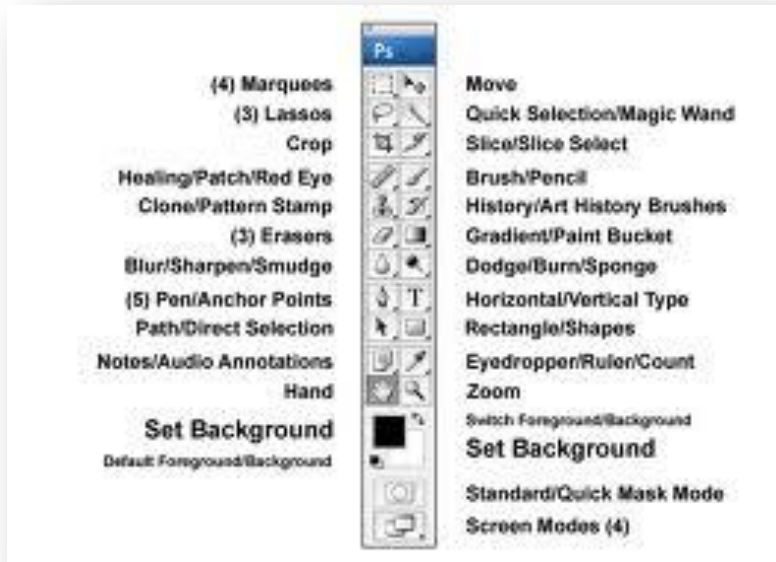 Ps
(4) Marquees
Move
(3) Lassos
Quick Selection/Magic Wand
Crop
Slice/Slice Select
Healing/Patch/Red Eye
Brush/Pencil
Clone/Pattern Stamp
History/Art History Brushes
(3) Erasers
Gradient/Paint Bucket
Blur/Sharpen/Smudge
Dodge/Burn/Sponge
(5) Pen/Anchor Points
T
Horizontal/Vertical Type
Path/Direct Selection
Rectangle/Shapes
Notes/Audio Annotations
Eyedropper/Ruler/Count
Hand
Zoom
Switch Foreground/Background
Set Background
Set Background
Default Foreground/Background
Standard/Quick Mask Mode
Screen Modes (4)